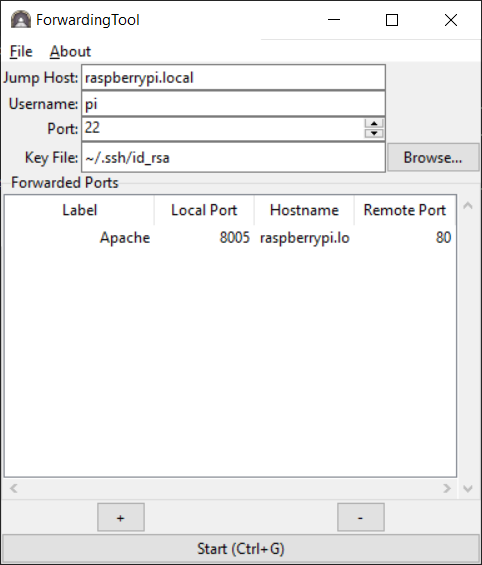 ForwardingTool
File About
Jump Host: raspberrypi.local
Username: pi
Port: 22
Key File: ~/.ssh/id_rsa Browse...
Forwarded Ports
Label Local Port Hostname Remote Port
Apache 8005 raspberrypi.lo 80
+ -
Start (Ctrl+G)